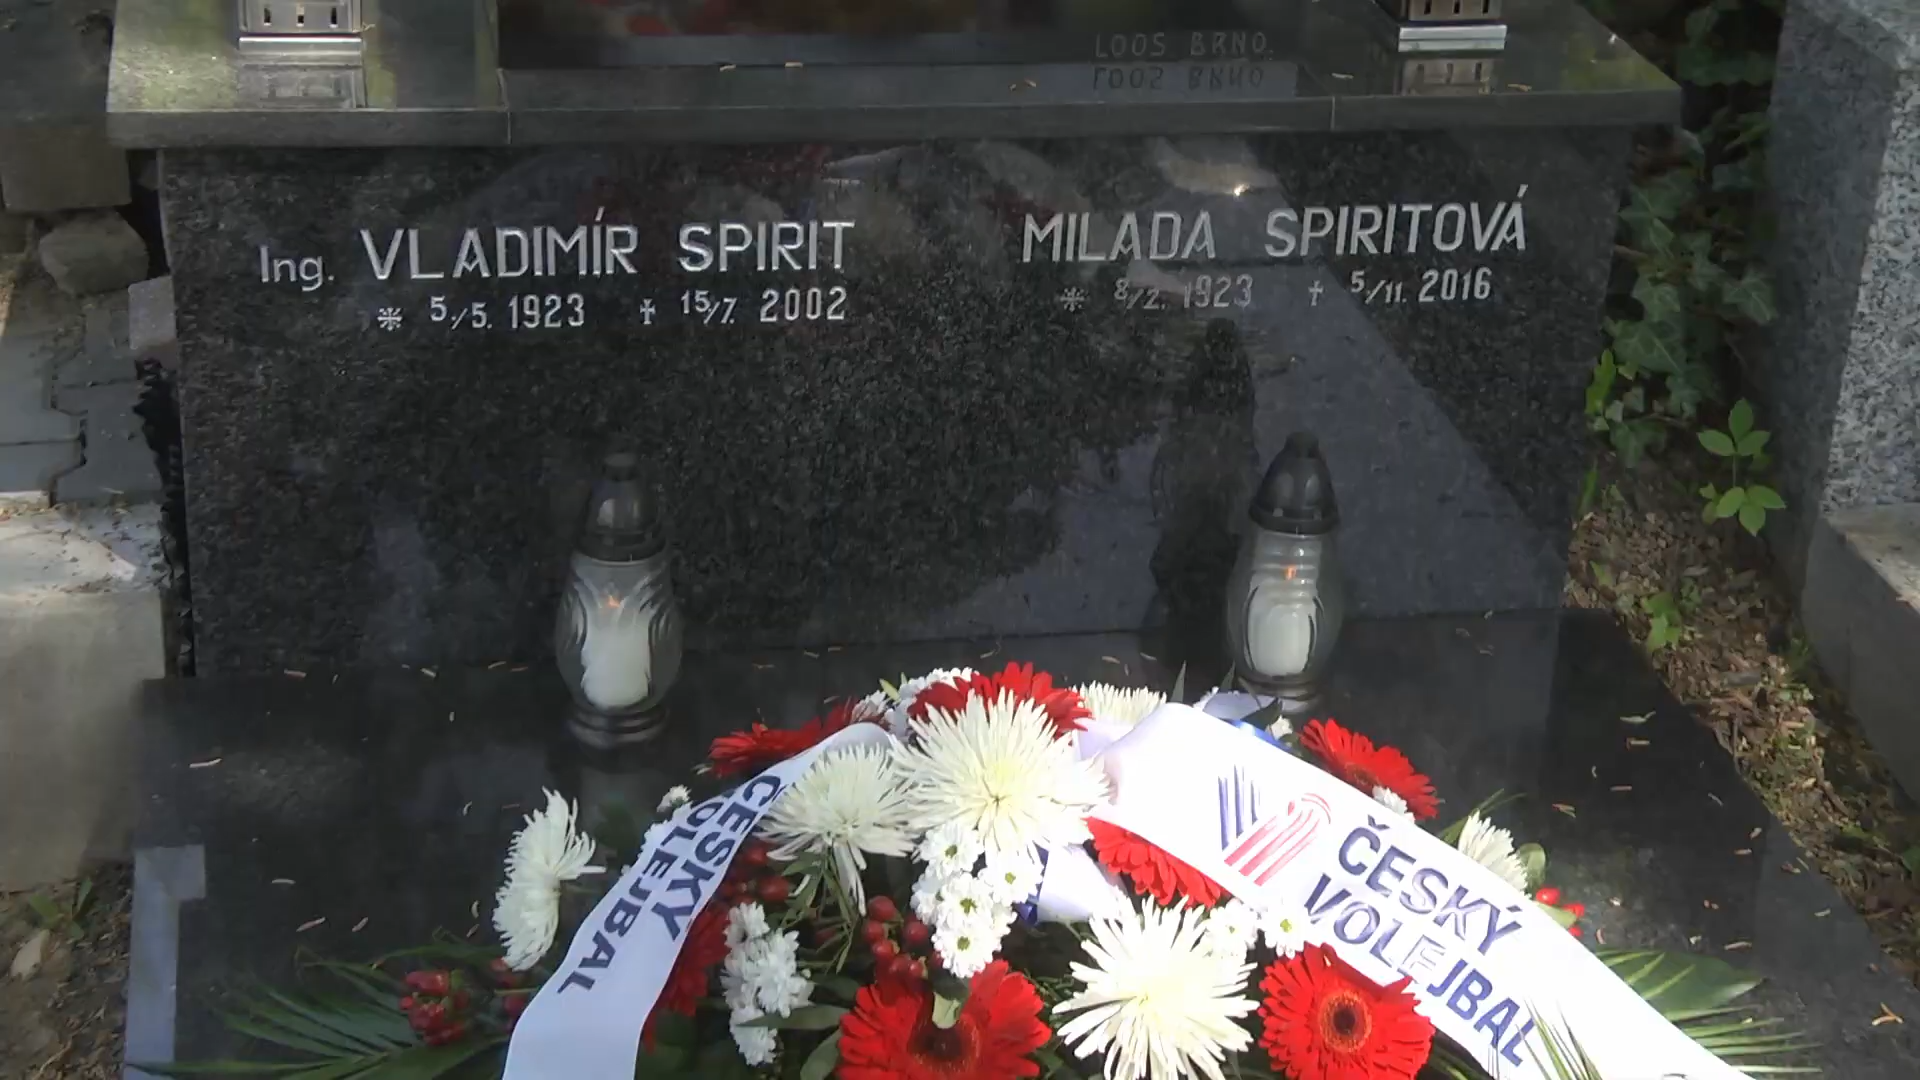 LOOS BRNO.
Ing. VLADIMÍR SPIRIT
* 5./5. 1923 † 15./7. 2002
MILADA SPIRITOVÁ
* 8./2. 1923 † 5./11. 2016
ČESKÝ
VOLEJBAL
ČESKÝ
VOLEJBAL